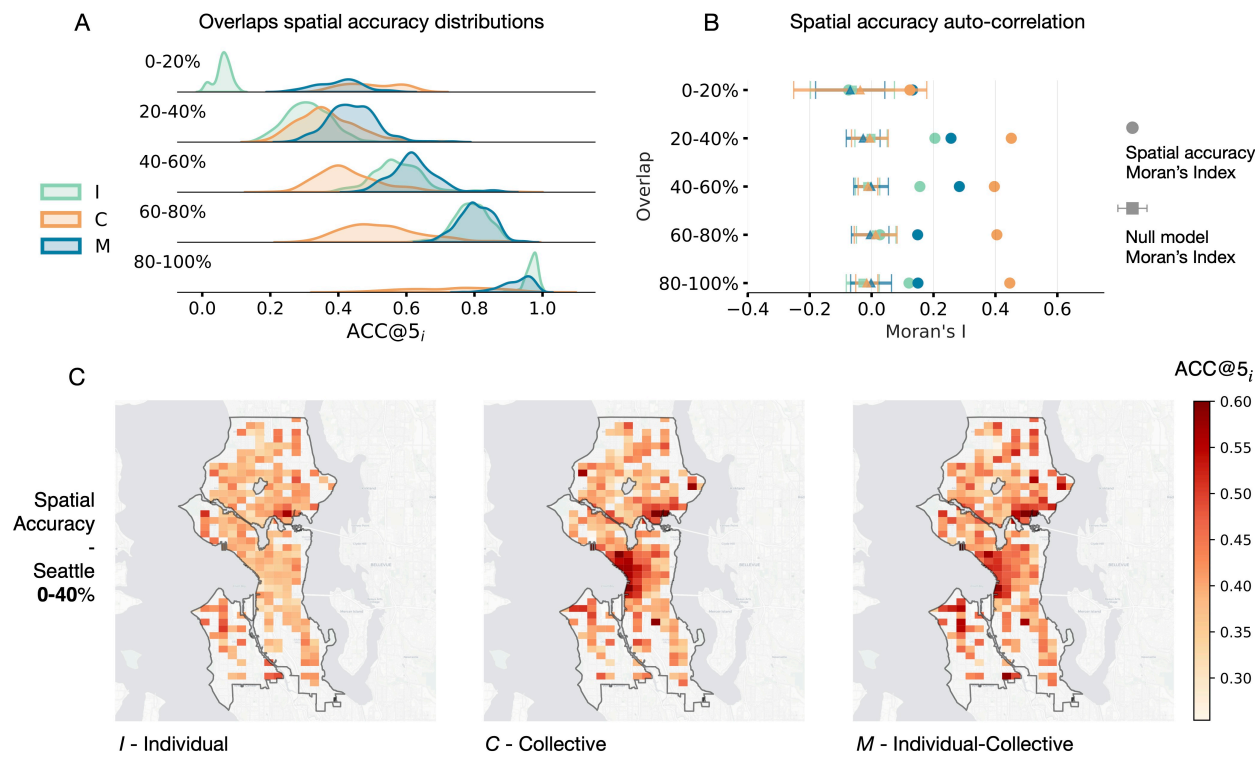 A
Overlaps spatial accuracy distributions
0-20%
20-40%
40-60%
60-80%
80-100%
I
C
M
0.0 0.2 0.4 0.6 0.8 1.0
ACC@5i
B
Spatial accuracy auto-correlation
Overlap
0-20%
20-40%
40-60%
60-80%
80-100%
−0.4 −0.2 0.0 0.2 0.4 0.6
Moran's I
Spatial accuracy
Moran's Index
Null model
Moran's Index
C
Spatial
Accuracy
-
Seattle
0-40%
I - Individual
C - Collective
M - Individual-Collective
ACC@5i
0.60
0.55
0.50
0.45
0.40
0.35
0.30